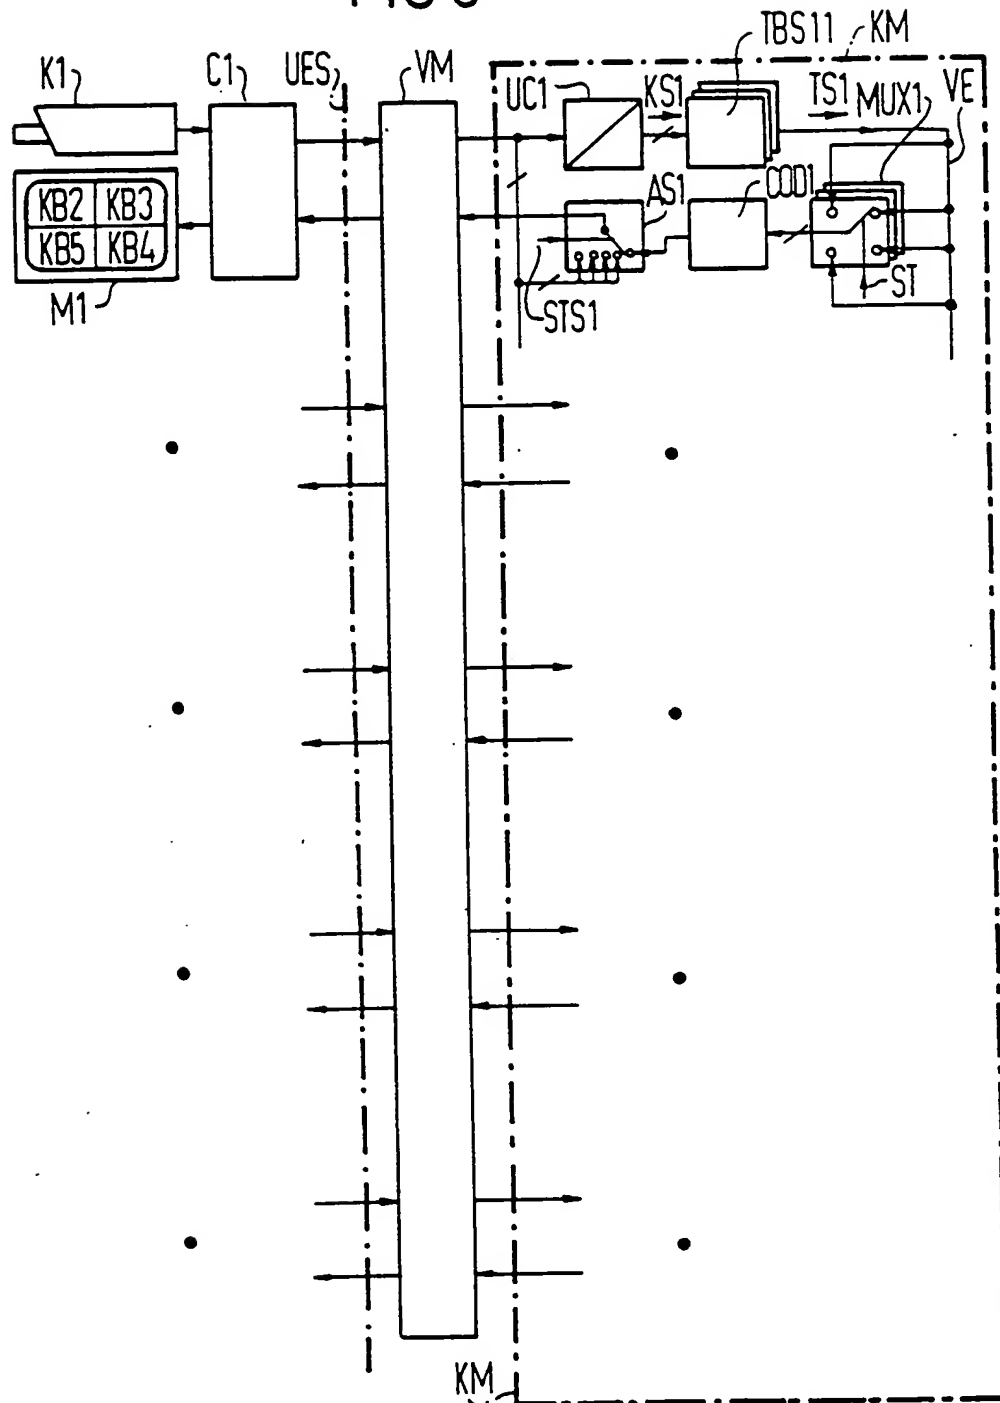 TBS11 KM
K1 C1 UES VM UC1 KS1 TS1 MUX1 VE
KB2 KB3
KB5 KB4
AS1 COD1
M1 STS1 ST
KM